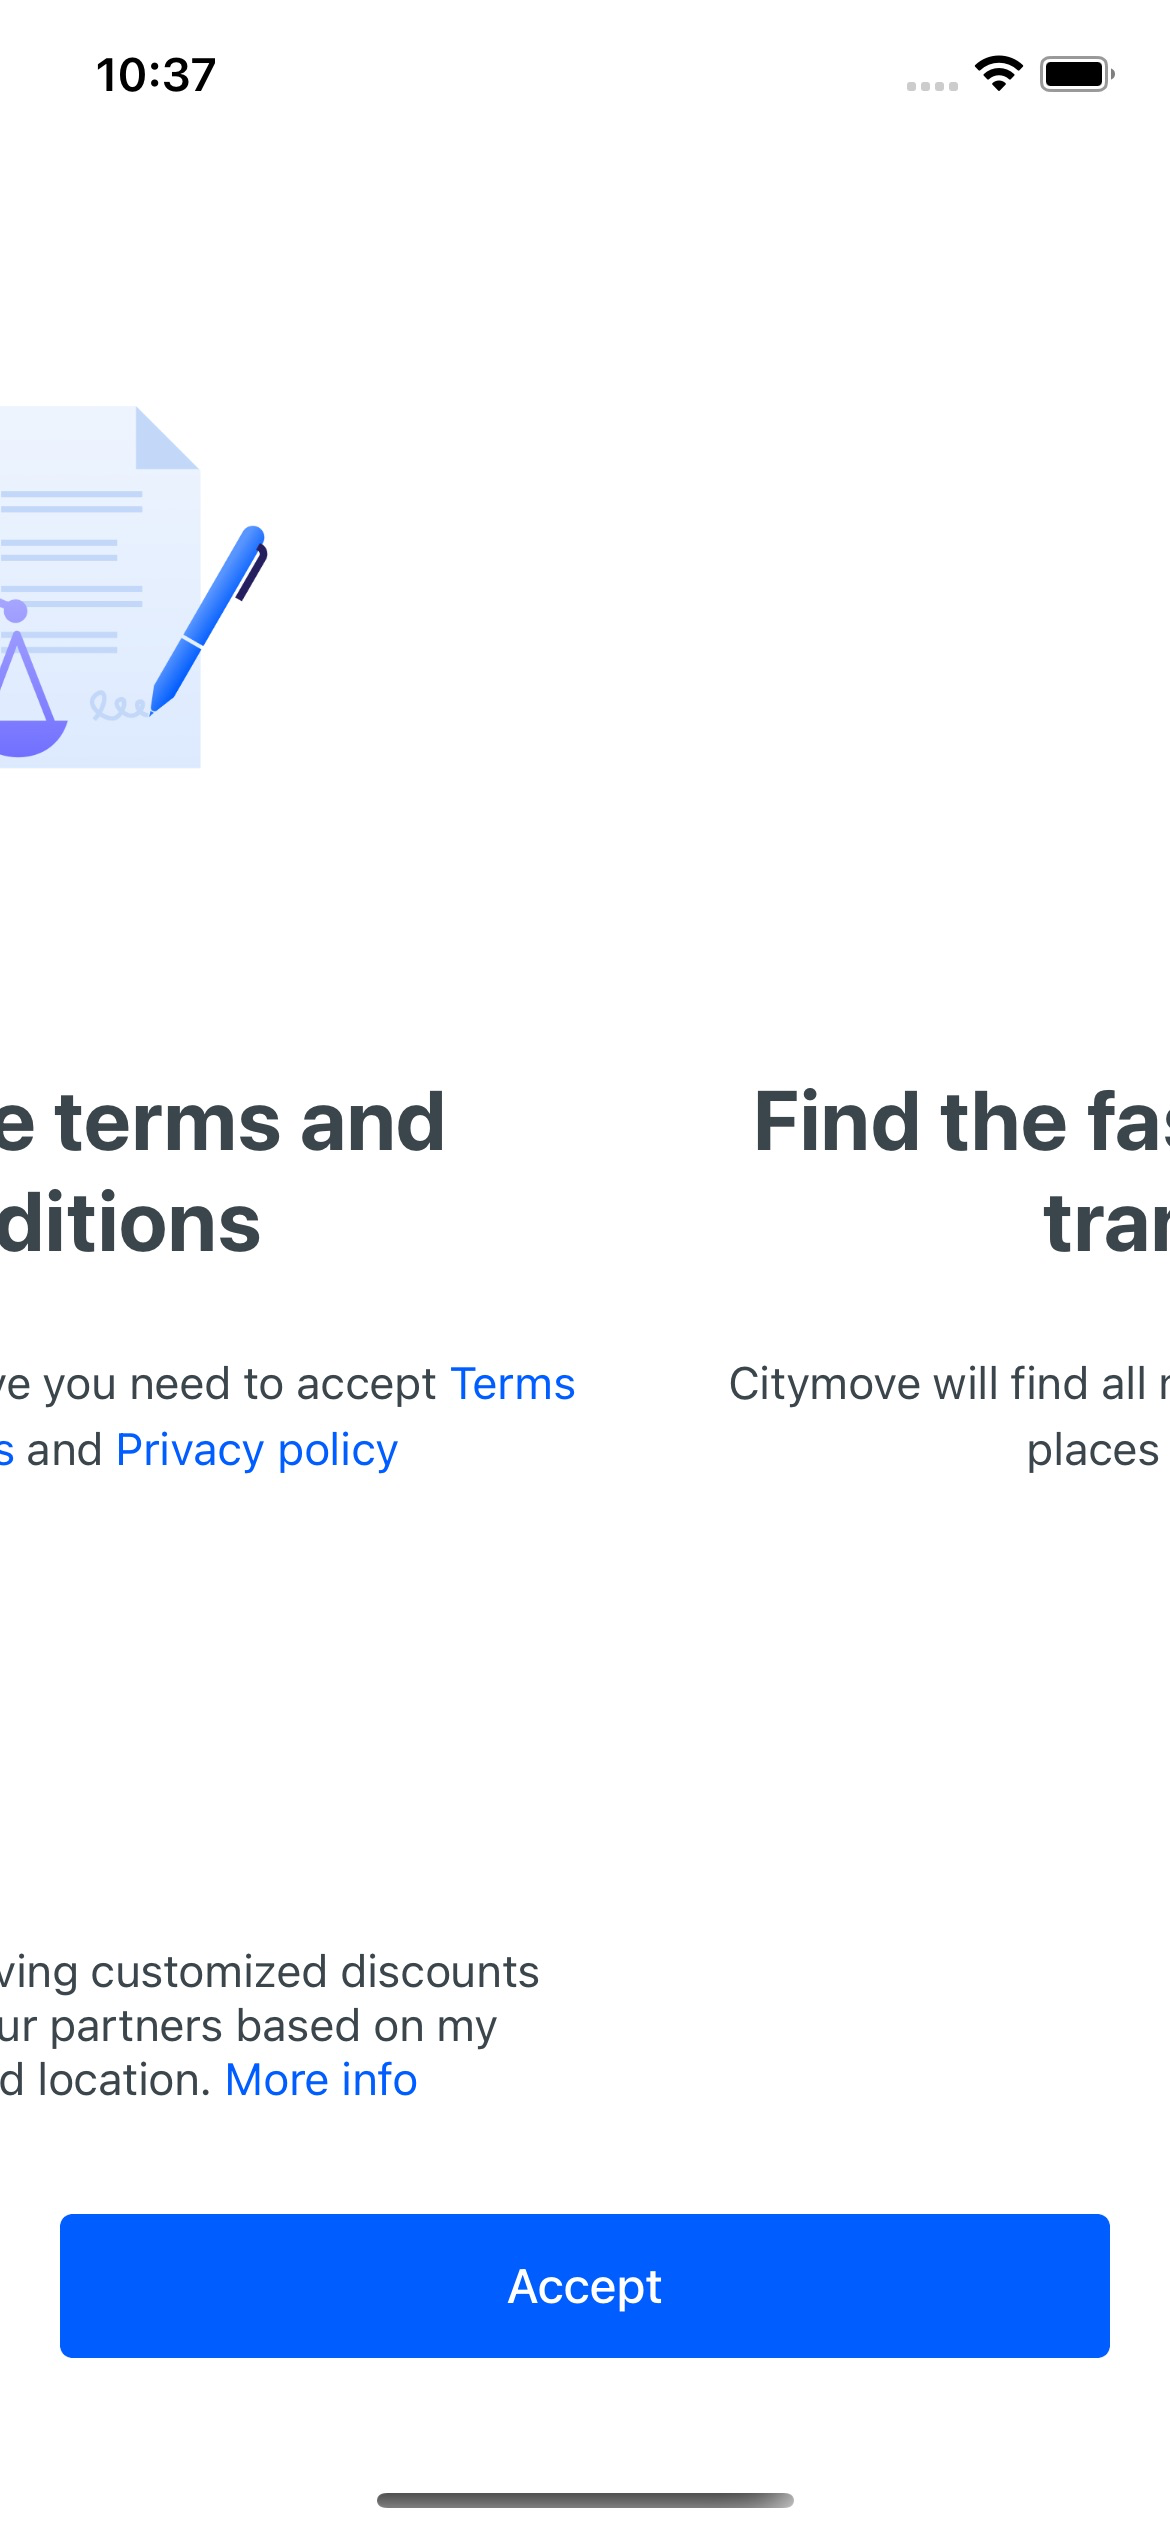 10:37
e terms and
ditions
ve you need to accept Terms
s and Privacy policy
Find the fas
tran
Citymove will find all
places
ving customized discounts
ur partners based on my
d location. More info
Accept